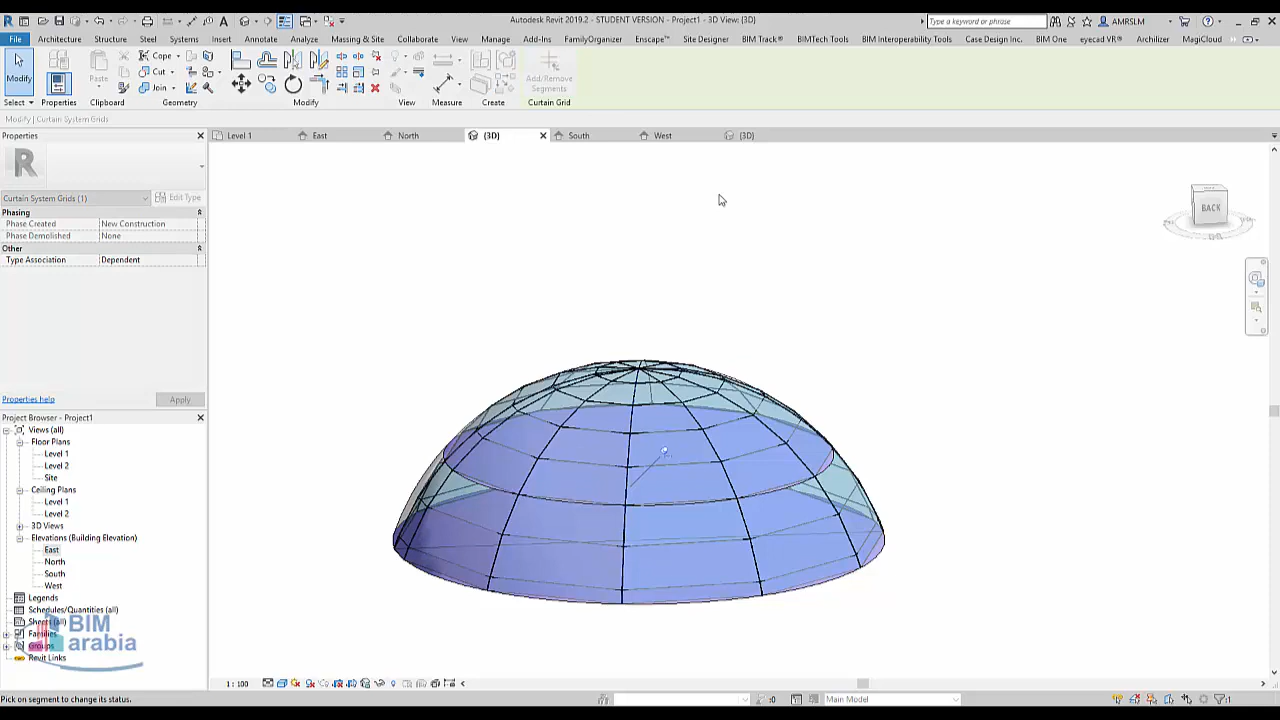 Autodesk Revit 2019.2 - STUDENT VERSION - Project1 - 3D View: {3D}
Type a keyword or phrase
AMRSLM
File Architecture Structure Steel Systems Insert Annotate Analyze Massing & Site Collaborate View Manage Add-Ins FamilyOrganizer Enscape™ Site Designer BIM Track® BIMTech Tools BIM Interoperability Tools Case Design Inc. BIM One eyecad VR® Archilizer MagiCloud
Modify Paste Cope Cut Join Add/Remove Segments
Select Properties Clipboard Geometry Modify View Measure Create Curtain Grid
Modify | Curtain System Grids
Properties
Level 1 East North {3D} South West {3D}
R
BACK
Curtain System Grids (1) Edit Type
Phasing
Phase Created New Construction
Phase Demolished None
Other
Type Association Dependent
Properties help Apply
Project Browser - Project1
Views (all)
Floor Plans
Level 1
Level 2
Site
Ceiling Plans
Level 1
Level 2
3D Views
Elevations (Building Elevation)
East
North
South
West
Legends
Schedules/Quantities (all)
Sheets (all)
Families
Groups
Revit Links
BIM
arabia
1 : 100
Pick on segment to change its status.
:0
Main Model
:1